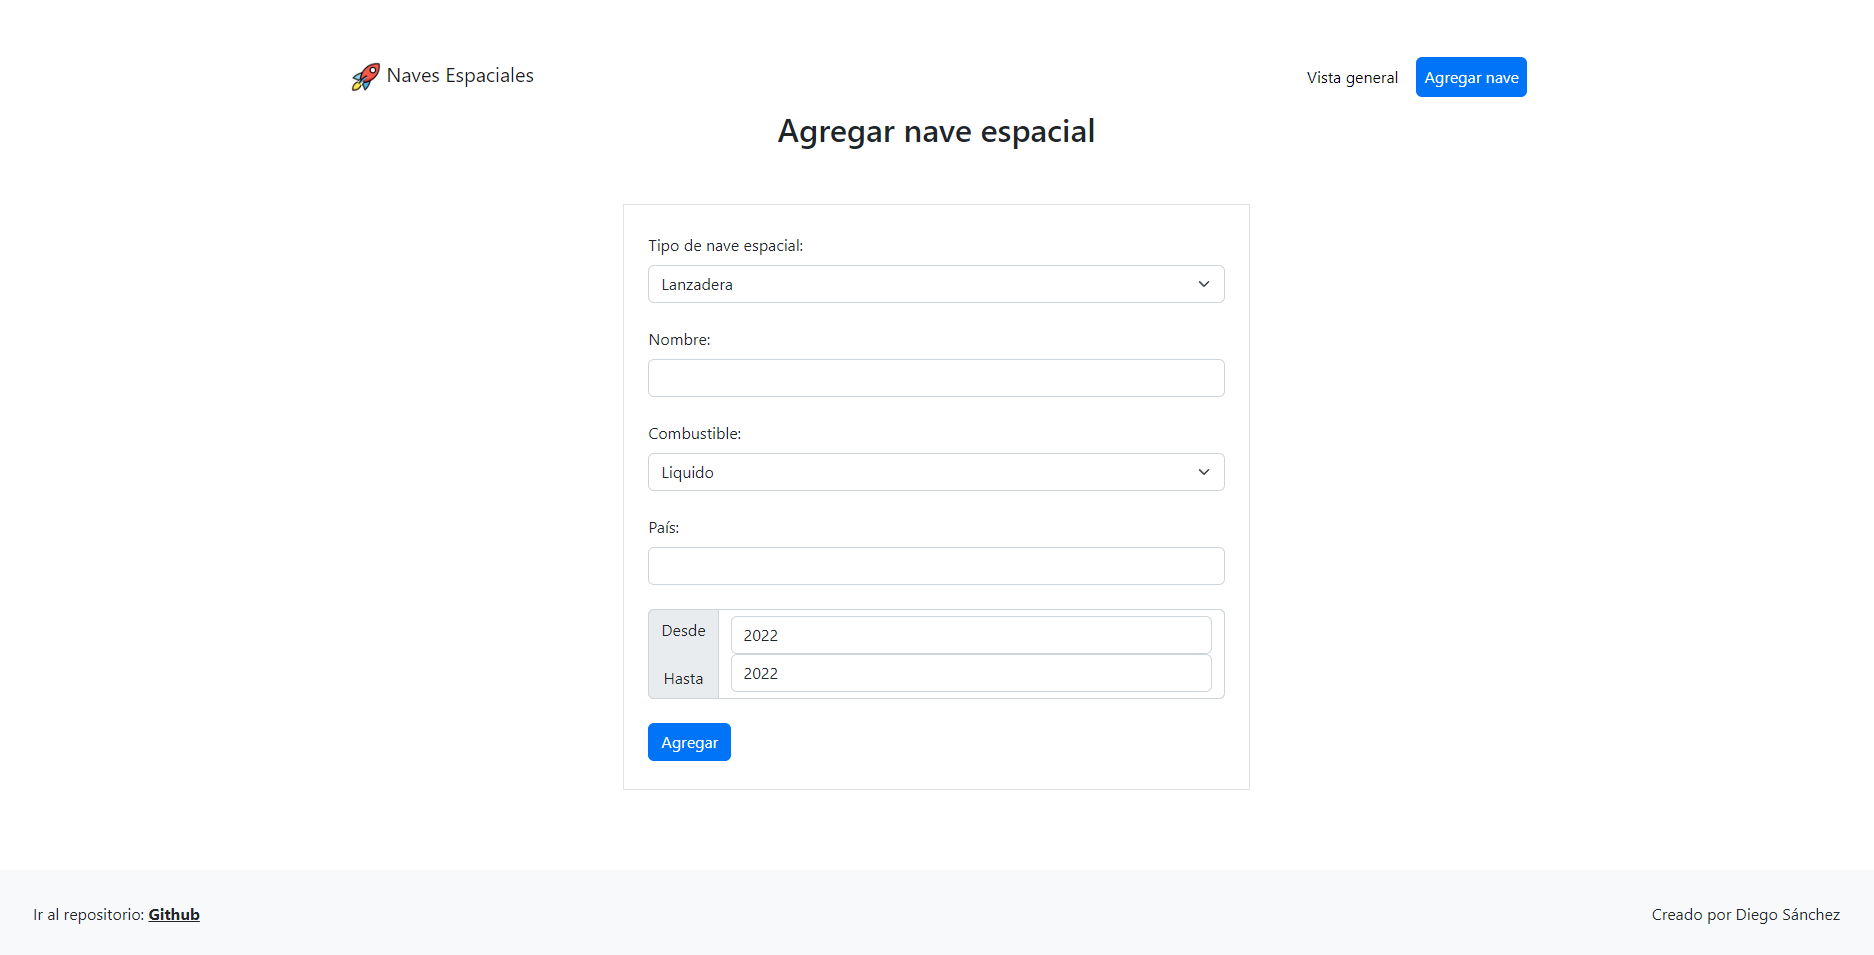 Naves Espaciales
Vista general
Agregar nave
Agregar nave espacial
Tipo de nave espacial:
Lanzadera
Nombre:
Combustible:
Liquido
País:
Desde
2022
Hasta
2022
Agregar
Ir al repositorio: Github
Creado por Diego Sánchez